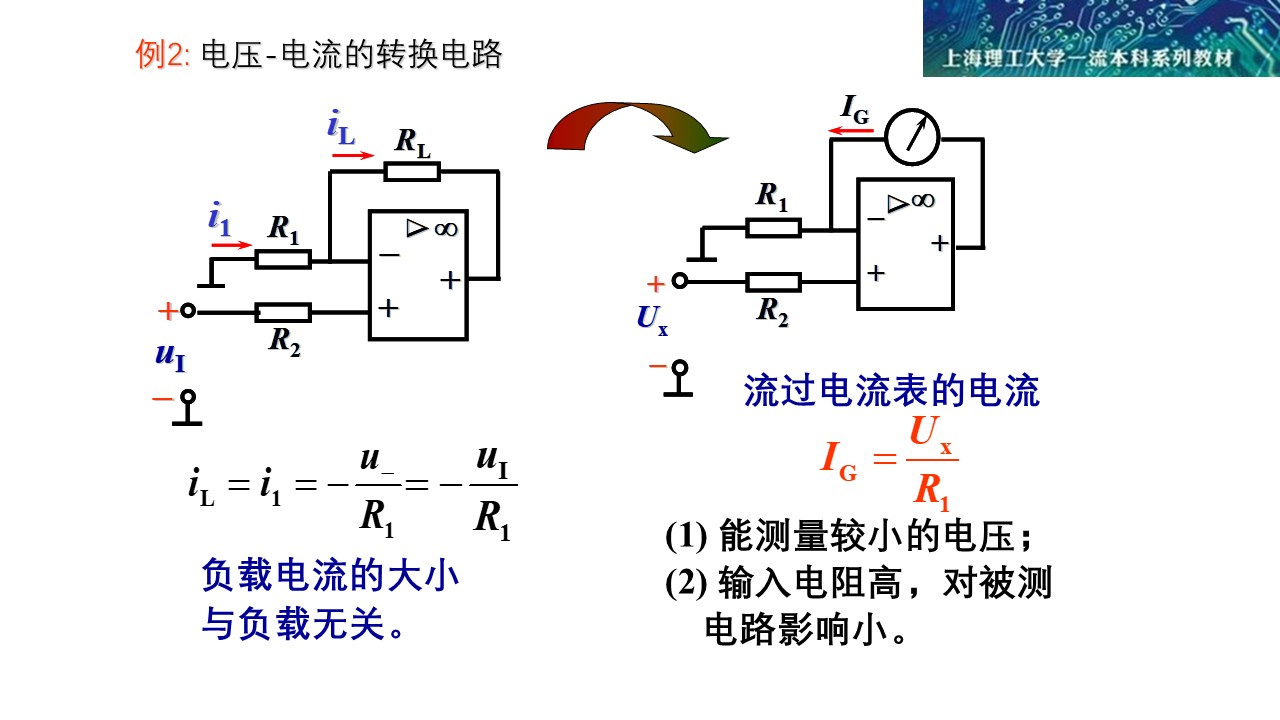 例2: 电压-电流的转换电路
上海理工大学一流本科系列教材
iL
RL
i1
R1
▷∞
−
+
+
+
R2
uI
−
IG
R1
▷∞
−
+
+
+
R2
Ux
−
流过电流表的电流
iL = i1 = − u−/R1 = − uI/R1
IG = Ux/R1
负载电流的大小
与负载无关。
(1) 能测量较小的电压；
(2) 输入电阻高，对被测
电路影响小。